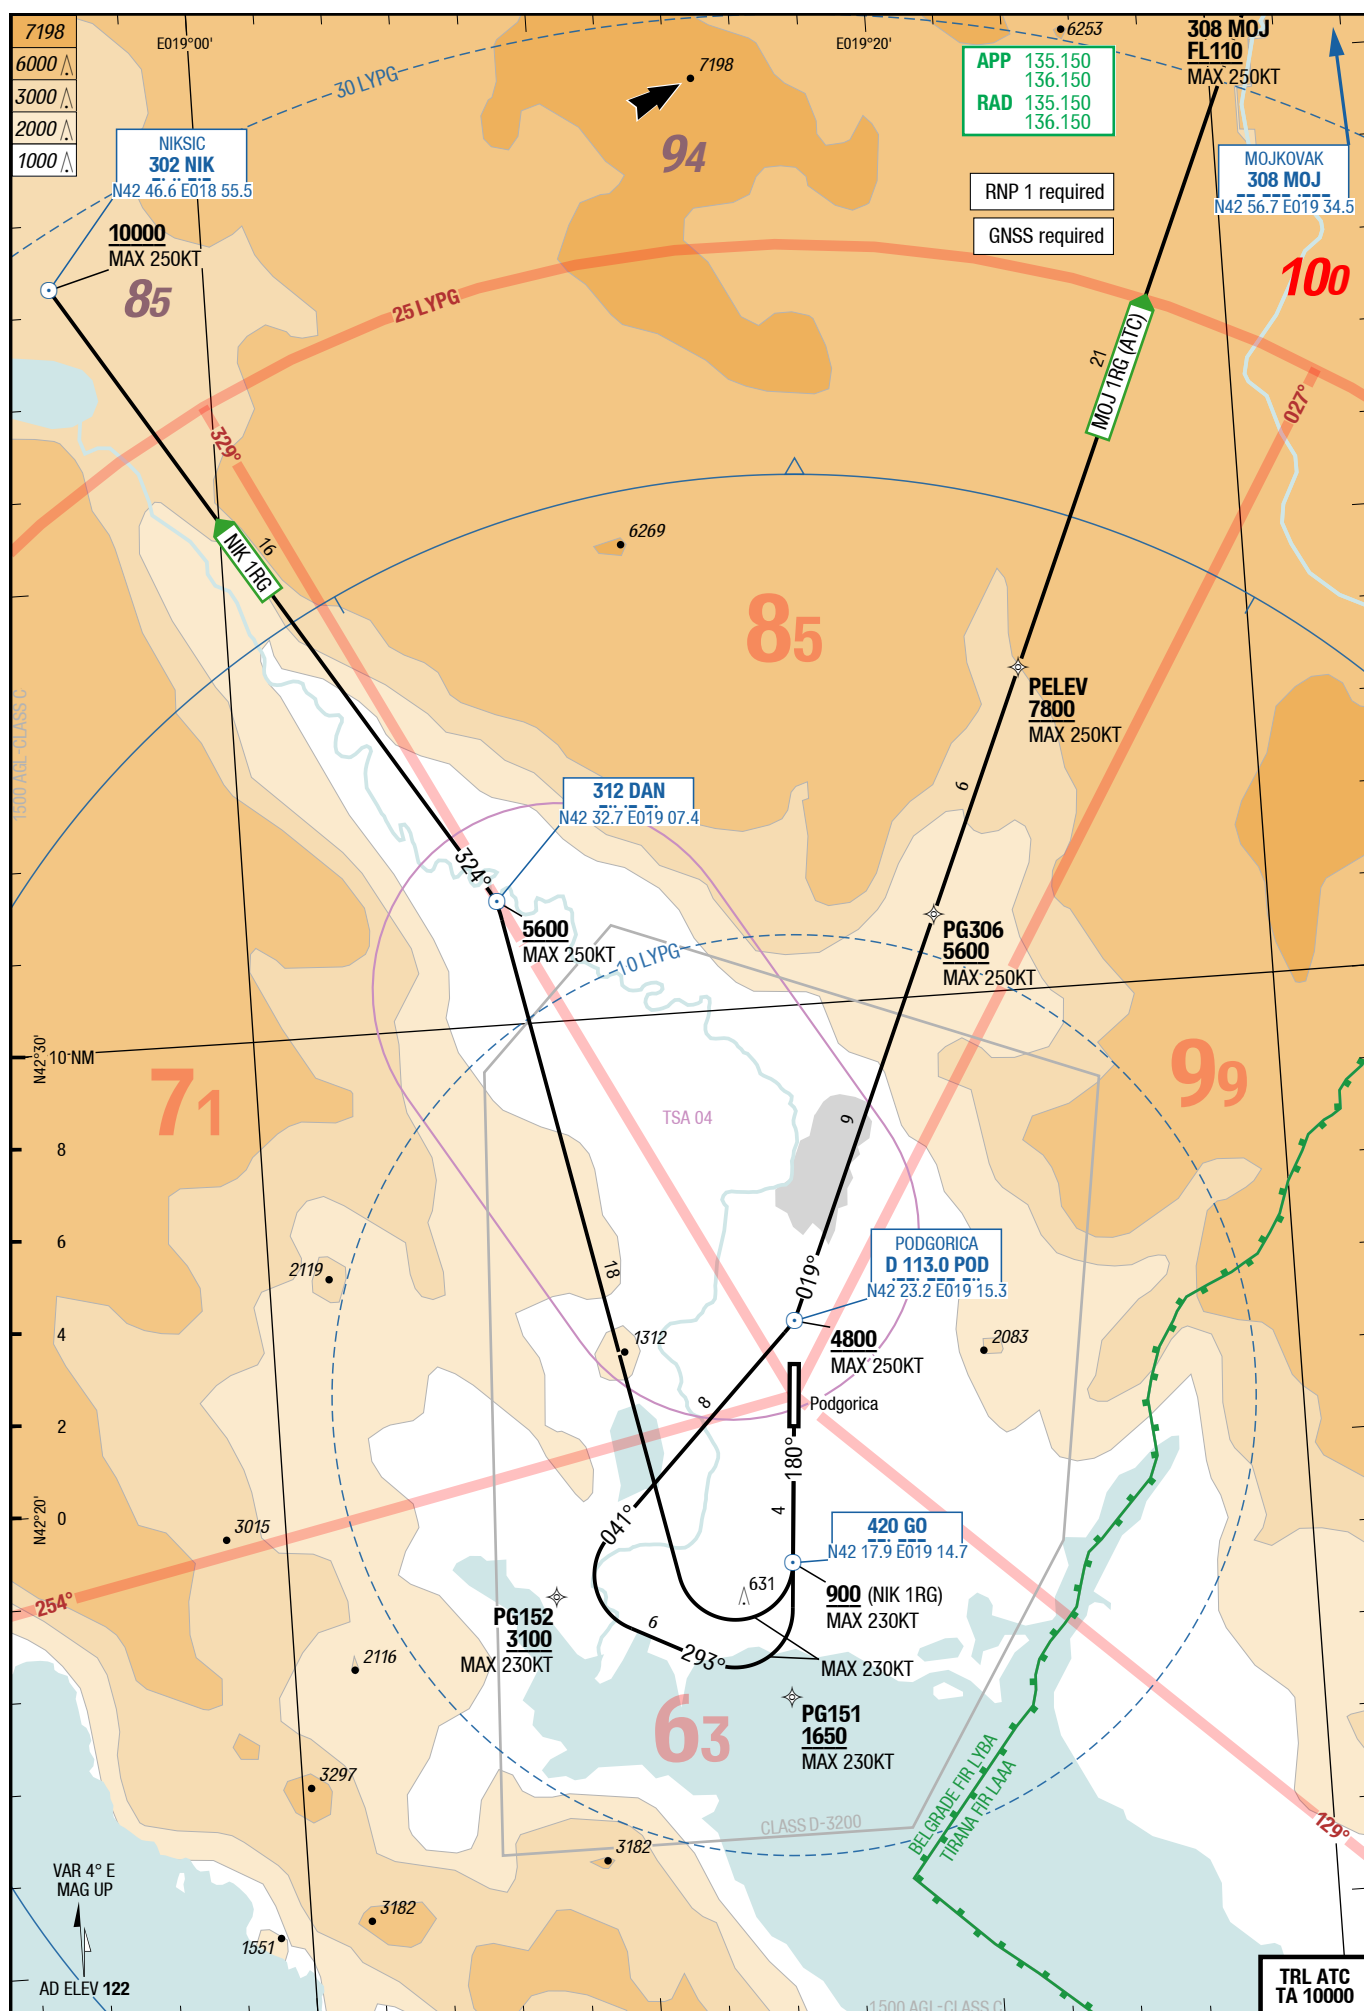 7198
6000
3000
2000
1000
E019°00'
E019°20'
30 LYPG
7198
6253
94
APP 135.150
136.150
RAD 135.150
136.150
308 MOJ
FL110
MAX 250KT
NIKSIC
302 NIK
N42 46.6 E018 55.5
MOJKOVAK
308 MOJ
N42 56.7 E019 34.5
RNP 1 required
GNSS required
10000
MAX 250KT
85
100
25 LYPG
329°
027°
21
MOJ 1RG (ATC)
16
NIK 1RG
6269
85
PELEV
7800
MAX 250KT
1500 AGL-CLASS C
6
312 DAN
N42 32.7 E019 07.4
324°
5600
MAX 250KT
10 LYPG
PG306
5600
MAX 250KT
N42°30'
10 NM
71
99
TSA 04
9
8
6
PODGORICA
D 113.0 POD
N42 23.2 E019 15.3
2119
18
019°
4
1312
4800
MAX 250KT
2083
8
Podgorica
2
180°
N42°20'
0
3015
041°
4
420 GO
N42 17.9 E019 14.7
631
900 (NIK 1RG)
MAX 230KT
254°
PG152
3100
MAX 230KT
6
293°
MAX 230KT
2116
63
PG151
1650
MAX 230KT
BELGRADE FIR LYBA
TIRANA FIR LAAA
3297
CLASS D-3200
129°
3182
VAR 4° E
MAG UP
3182
1551
AD ELEV 122
TRL ATC
TA 10000
1500 AGL-CLASS C